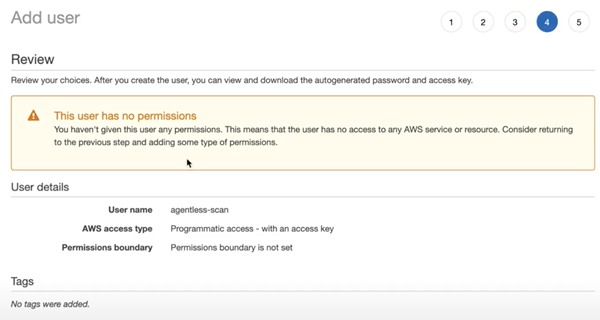 Add user
1 2 3 4 5
Review
Review your choices. After you create the user, you can view and download the autogenerated password and access key.
This user has no permissions
You haven't given this user any permissions. This means that the user has no access to any AWS service or resource. Consider returning
to the previous step and adding some type of permissions.
User details
User name agentless-scan
AWS access type Programmatic access - with an access key
Permissions boundary Permissions boundary is not set
Tags
No tags were added.